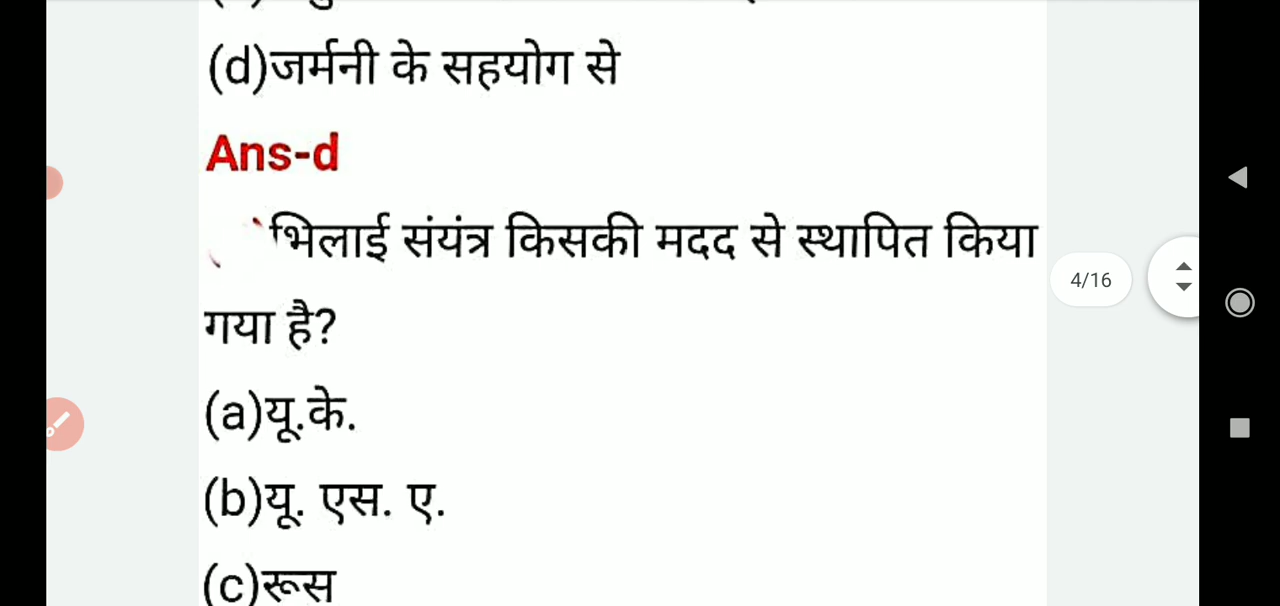 (d)जर्मनी के सहयोग से
Ans-d
भिलाई संयंत्र किसकी मदद से स्थापित किया
गया है?
(a)यू.के.
(b)यू. एस. ए.
(c)रूस
4/16